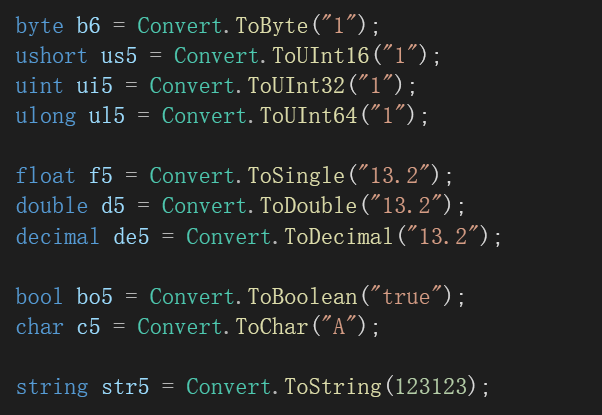 byte b6 = Convert.ToByte("1");
ushort us5 = Convert.ToUInt16("1");
uint ui5 = Convert.ToUInt32("1");
ulong ul5 = Convert.ToUInt64("1");
float f5 = Convert.ToSingle("13.2");
double d5 = Convert.ToDouble("13.2");
decimal de5 = Convert.ToDecimal("13.2");
bool bo5 = Convert.ToBoolean("true");
char c5 = Convert.ToChar("A");
string str5 = Convert.ToString(123123);